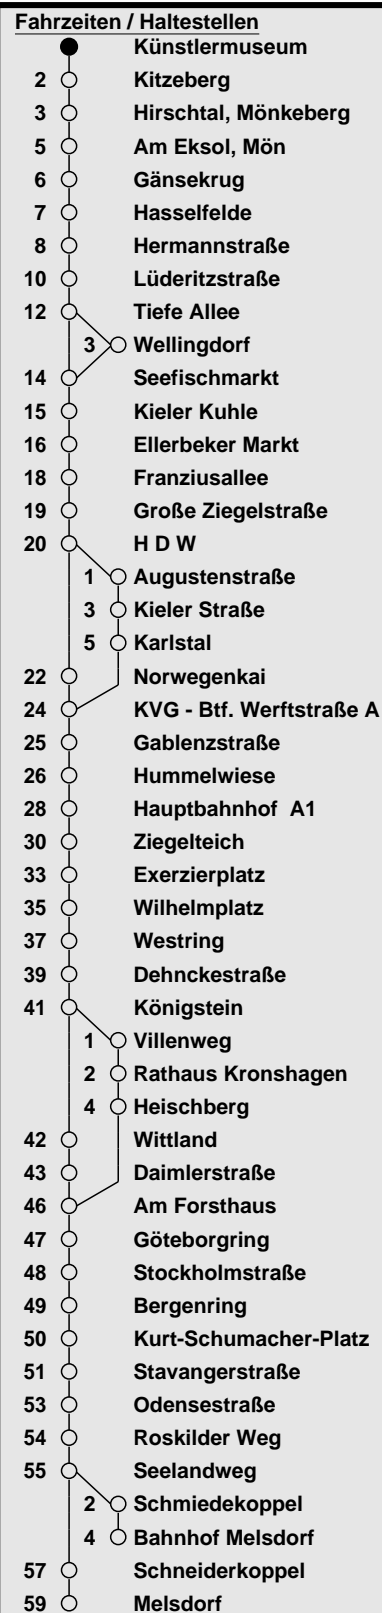 Fahrzeiten / Haltestellen
Künstlermuseum
2 Kitzeberg
3 Hirschtal, Mönkeberg
5 Am Eksol, Mön
6 Gänsekrug
7 Hasselfelde
8 Hermannstraße
10 Lüderitzstraße
12 Tiefe Allee
3 Wellingdorf
14 Seefischmarkt
15 Kieler Kuhle
16 Ellerbeker Markt
18 Franziusallee
19 Große Ziegelstraße
20 H D W
1 Augustenstraße
3 Kieler Straße
5 Karlstal
22 Norwegenkai
24 KVG - Btf. Werftstraße A
25 Gablenzstraße
26 Hummelwiese
28 Hauptbahnhof A1
30 Ziegelteich
33 Exerzierplatz
35 Wilhelmplatz
37 Westring
39 Dehnckestraße
41 Königstein
1 Villenweg
2 Rathaus Kronshagen
4 Heischberg
42 Wittland
43 Daimlerstraße
46 Am Forsthaus
47 Göteborgring
48 Stockholmstraße
49 Bergenring
50 Kurt-Schumacher-Platz
51 Stavangerstraße
53 Odensestraße
54 Roskilder Weg
55 Seelandweg
2 Schmiedekoppel
4 Bahnhof Melsdorf
57 Schneiderkoppel
59 Melsdorf